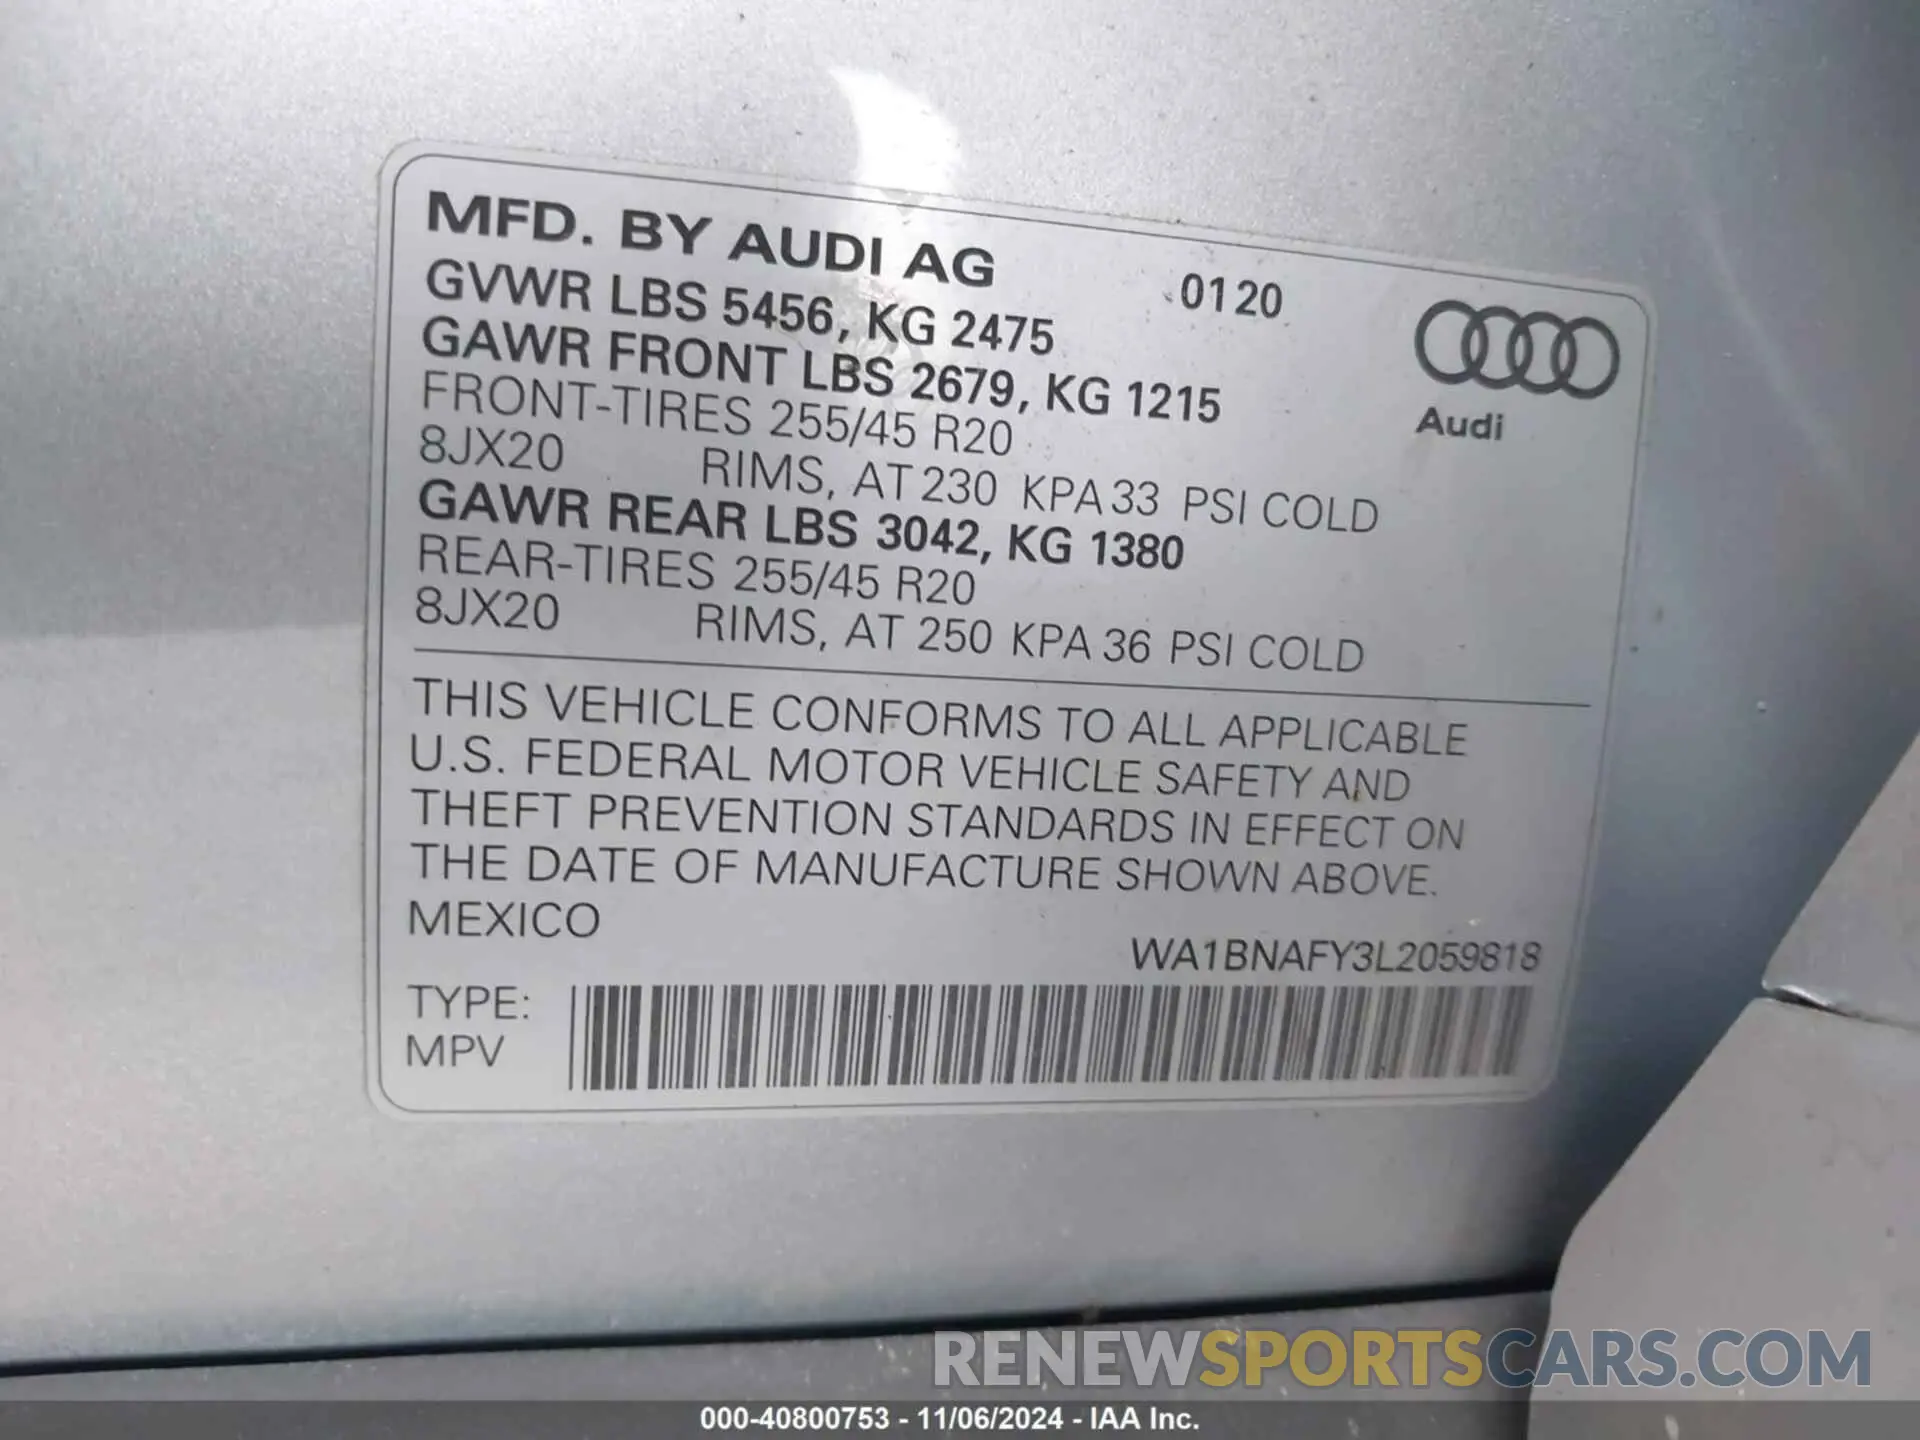 MFD. BY AUDI AG 0120
GVWR LBS 5456, KG 2475
GAWR FRONT LBS 2679, KG 1215
FRONT-TIRES 255/45 R20
8JX20 RIMS, AT 230 KPA 33 PSI COLD
GAWR REAR LBS 3042, KG 1380
REAR-TIRES 255/45 R20
8JX20 RIMS, AT 250 KPA 36 PSI COLD
Audi
THIS VEHICLE CONFORMS TO ALL APPLICABLE
U.S. FEDERAL MOTOR VEHICLE SAFETY AND
THEFT PREVENTION STANDARDS IN EFFECT ON
THE DATE OF MANUFACTURE SHOWN ABOVE.
MEXICO
WA1BNAFY3L2059818
TYPE:
MPV
RENEWSPORTSCARS.COM
000-40800753 - 11/06/2024 - IAA Inc.